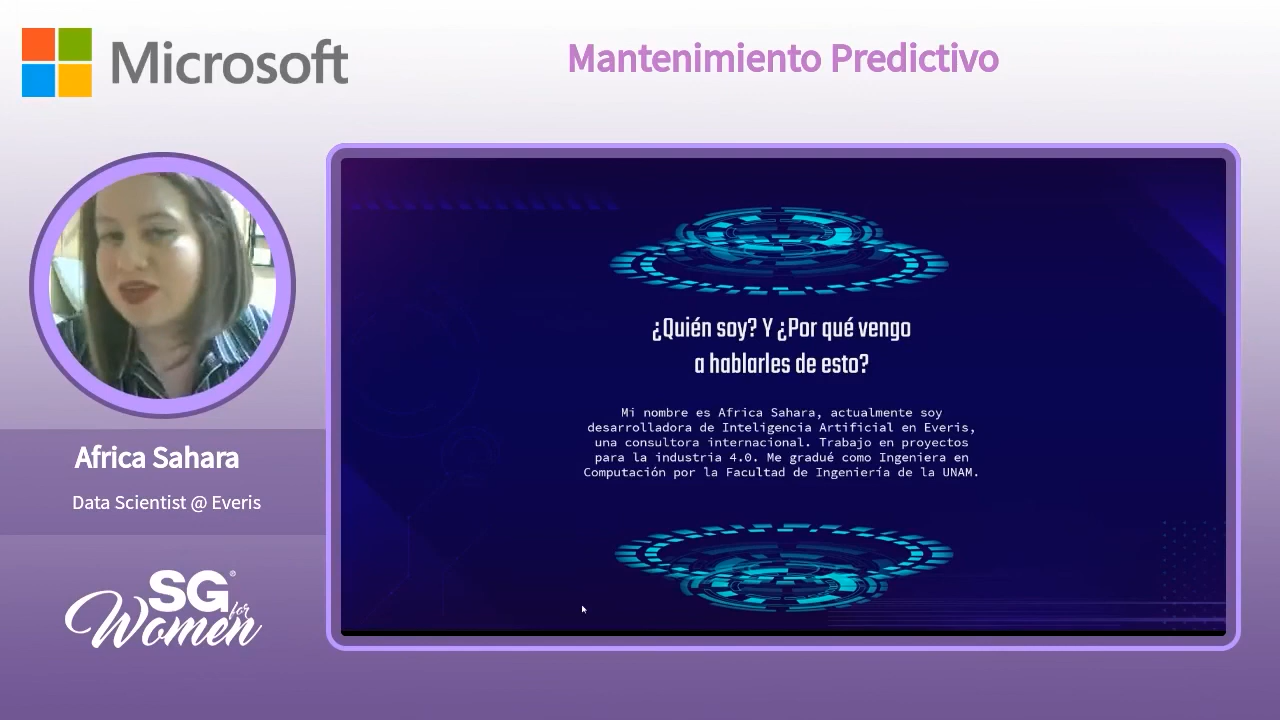 Microsoft
Mantenimiento Predictivo
¿Quién soy? Y ¿Por qué vengo
a hablarles de esto?
Mi nombre es Africa Sahara, actualmente soy
desarrolladora de Inteligencia Artificial en Everis,
una consultora internacional. Trabajo en proyectos
para la industria 4.0. Me gradué como Ingeniera en
Computación por la Facultad de Ingeniería de la UNAM.
Africa Sahara
Data Scientist @ Everis
SG®
for
Women